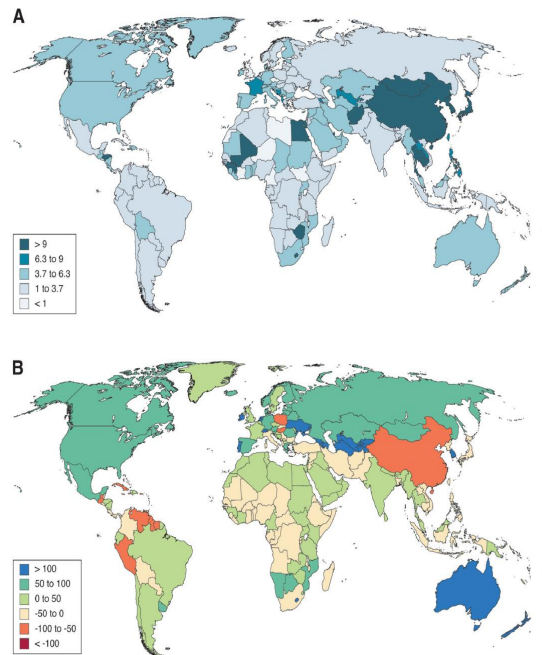 A
> 9
6.3 to 9
3.7 to 6.3
1 to 3.7
< 1
B
> 100
50 to 100
0 to 50
-50 to 0
-100 to -50
< -100